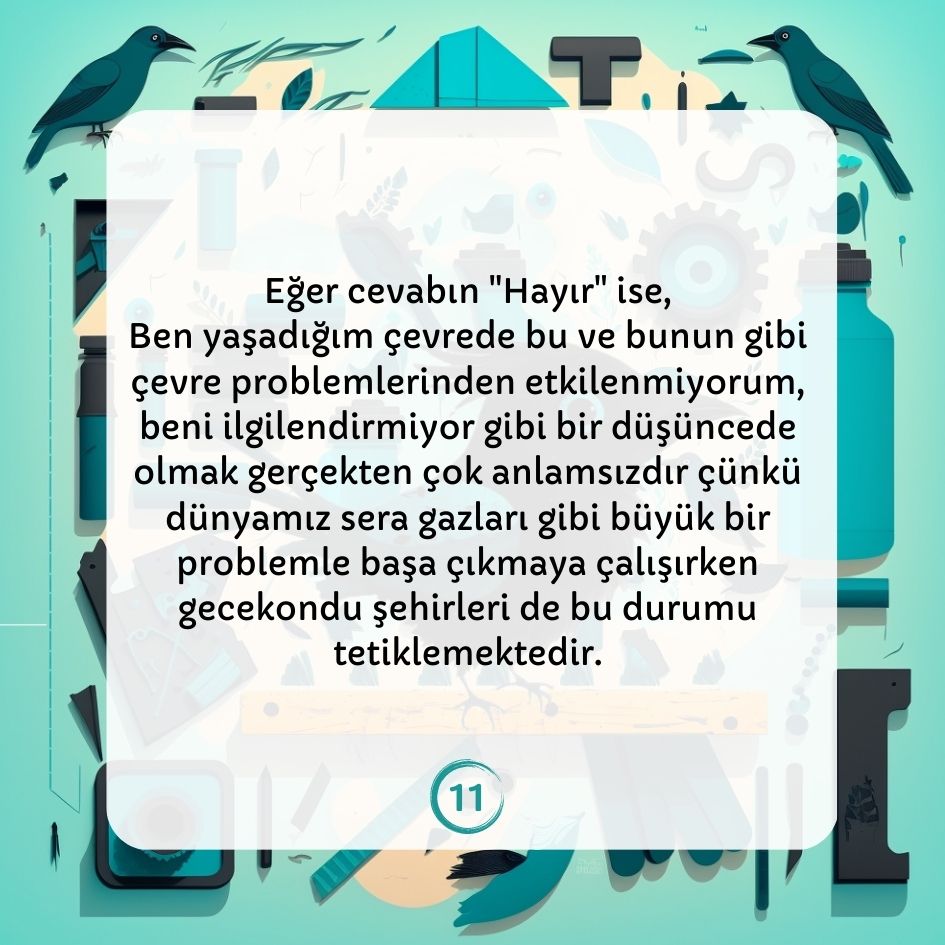 Eğer cevabın "Hayır" ise,
Ben yaşadığım çevrede bu ve bunun gibi
çevre problemlerinden etkilenmiyorum,
beni ilgilendirmiyor gibi bir düşüncede
olmak gerçekten çok anlamsızdır çünkü
dünyamız sera gazları gibi büyük bir
problemle başa çıkmaya çalışırken
gecekondu şehirleri de bu durumu
tetiklemektedir.
11